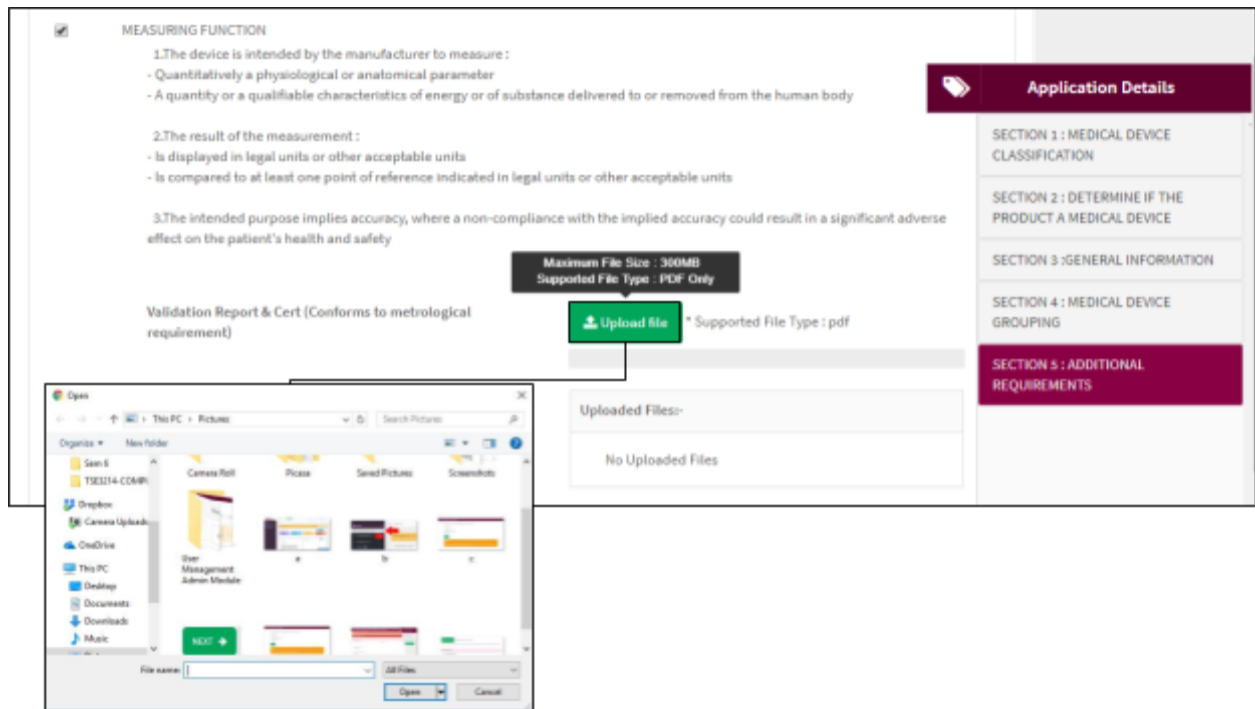 MEASURING FUNCTION
1.The device is intended by the manufacturer to measure :
- Quantitatively a physiological or anatomical parameter
- A quantity or a qualifiable characteristics of energy or of substance delivered to or removed from the human body
2.The result of the measurement :
- Is displayed in legal units or other acceptable units
- Is compared to at least one point of reference indicated in legal units or other acceptable units
3.The intended purpose implies accuracy, where a non-compliance with the implied accuracy could result in a significant adverse
effect on the patient's health and safety
Maximum File Size : 300MB
Supported File Type : PDF Only
Validation Report & Cert (Conforms to metrological
requirement)
Upload file
* Supported File Type : pdf
Uploaded Files:-
No Uploaded Files
Application Details
SECTION 1 : MEDICAL DEVICE
CLASSIFICATION
SECTION 2 : DETERMINE IF THE
PRODUCT A MEDICAL DEVICE
SECTION 3 :GENERAL INFORMATION
SECTION 4 : MEDICAL DEVICE
GROUPING
SECTION 5 : ADDITIONAL
REQUIREMENTS
Open
This PC › Pictures
Search Pictures
Organize
New folder
Sem 6
Dropbox
Camera Uploads
OneDrive
This PC
Desktop
Documents
Downloads
Music
Camera Roll
Picasa
Saved Pictures
Screenshots
User
Management
Admin Module
a
b
c
NEXT
File name:
All Files
Open
Cancel